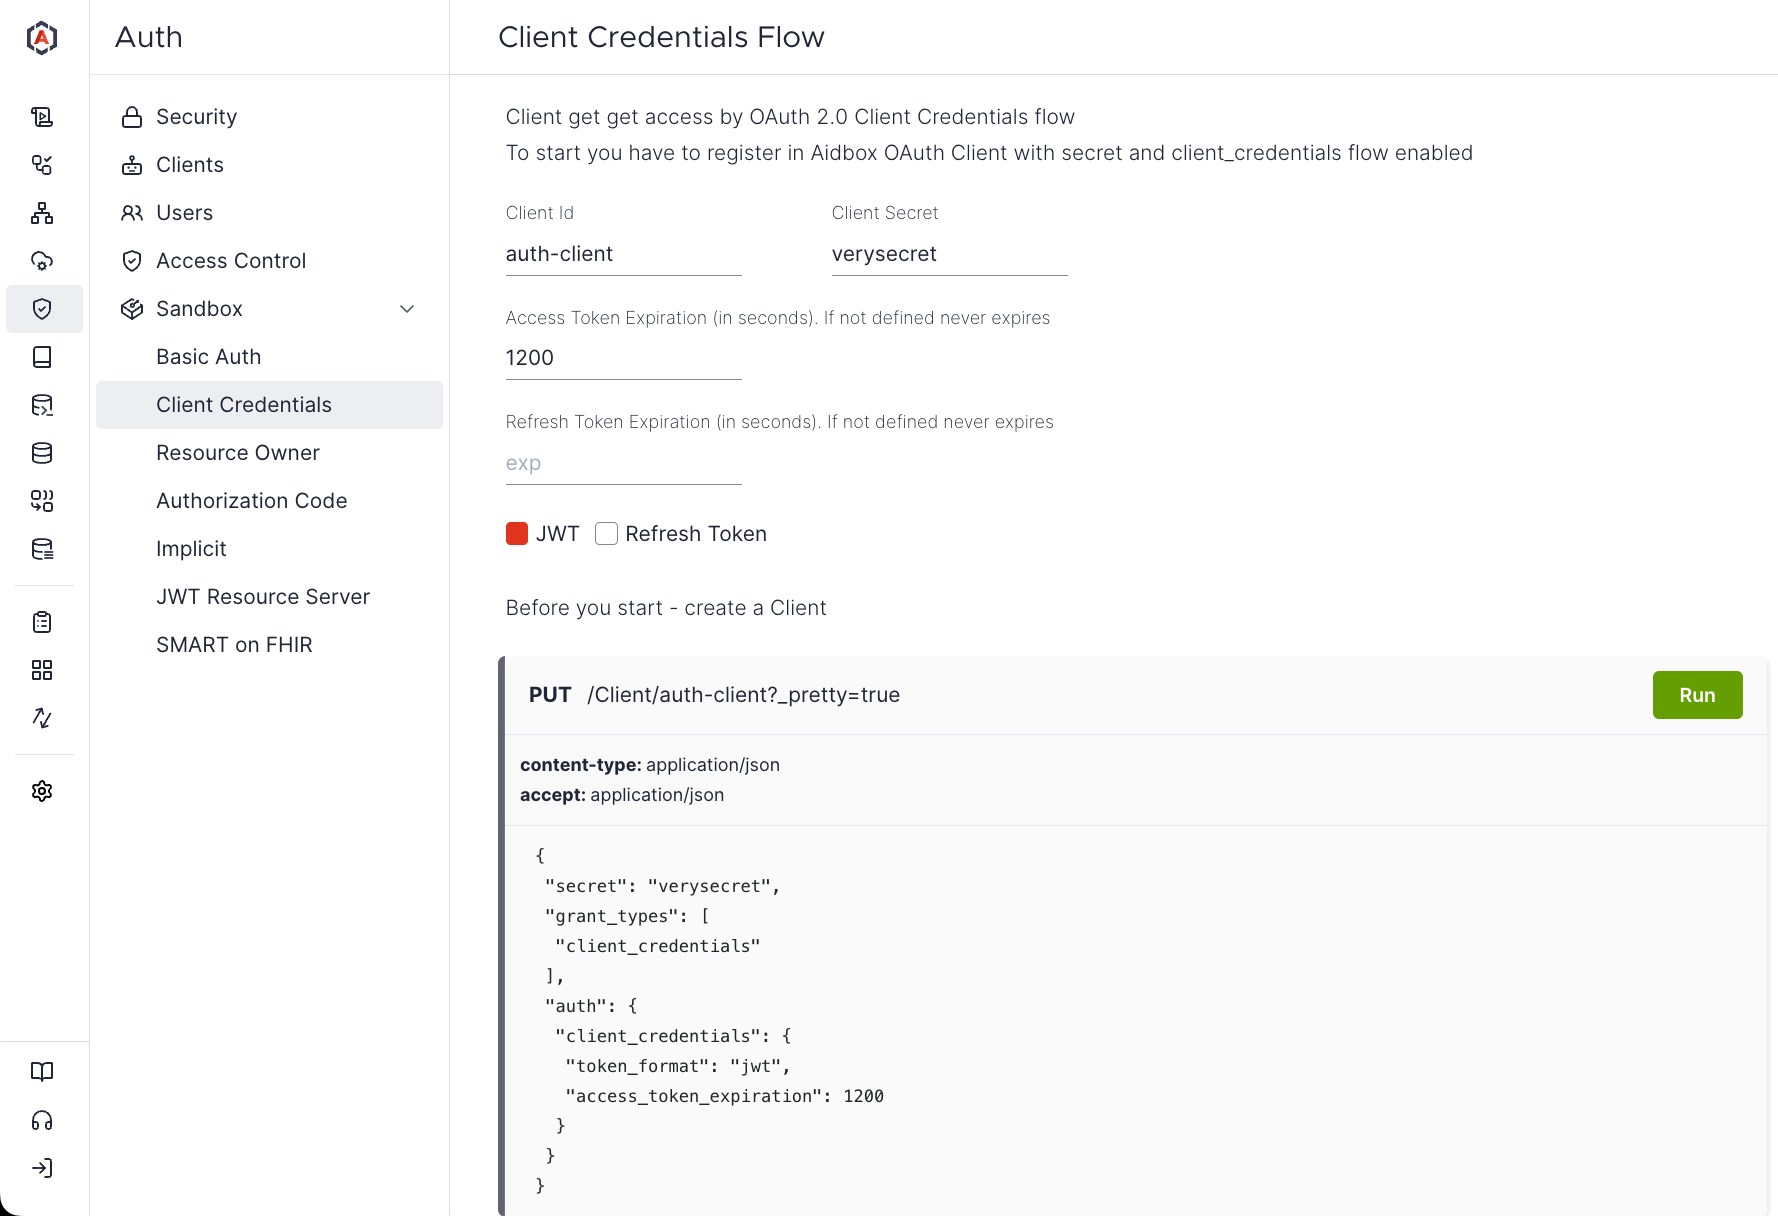 Auth
Security
Clients
Users
Access Control
Sandbox
Basic Auth
Client Credentials
Resource Owner
Authorization Code
Implicit
JWT Resource Server
SMART on FHIR
Client Credentials Flow
Client get get access by OAuth 2.0 Client Credentials flow
To start you have to register in Aidbox OAuth Client with secret and client_credentials flow enabled
Client Id
Client Secret
auth-client
verysecret
Access Token Expiration (in seconds). If not defined never expires
1200
Refresh Token Expiration (in seconds). If not defined never expires
exp
JWT
Refresh Token
Before you start - create a Client
PUT /Client/auth-client?_pretty=true
Run
content-type: application/json
accept: application/json
{
"secret": "verysecret",
"grant_types": [
"client_credentials"
],
"auth": {
"client_credentials": {
"token_format": "jwt",
"access_token_expiration": 1200
}
}
}